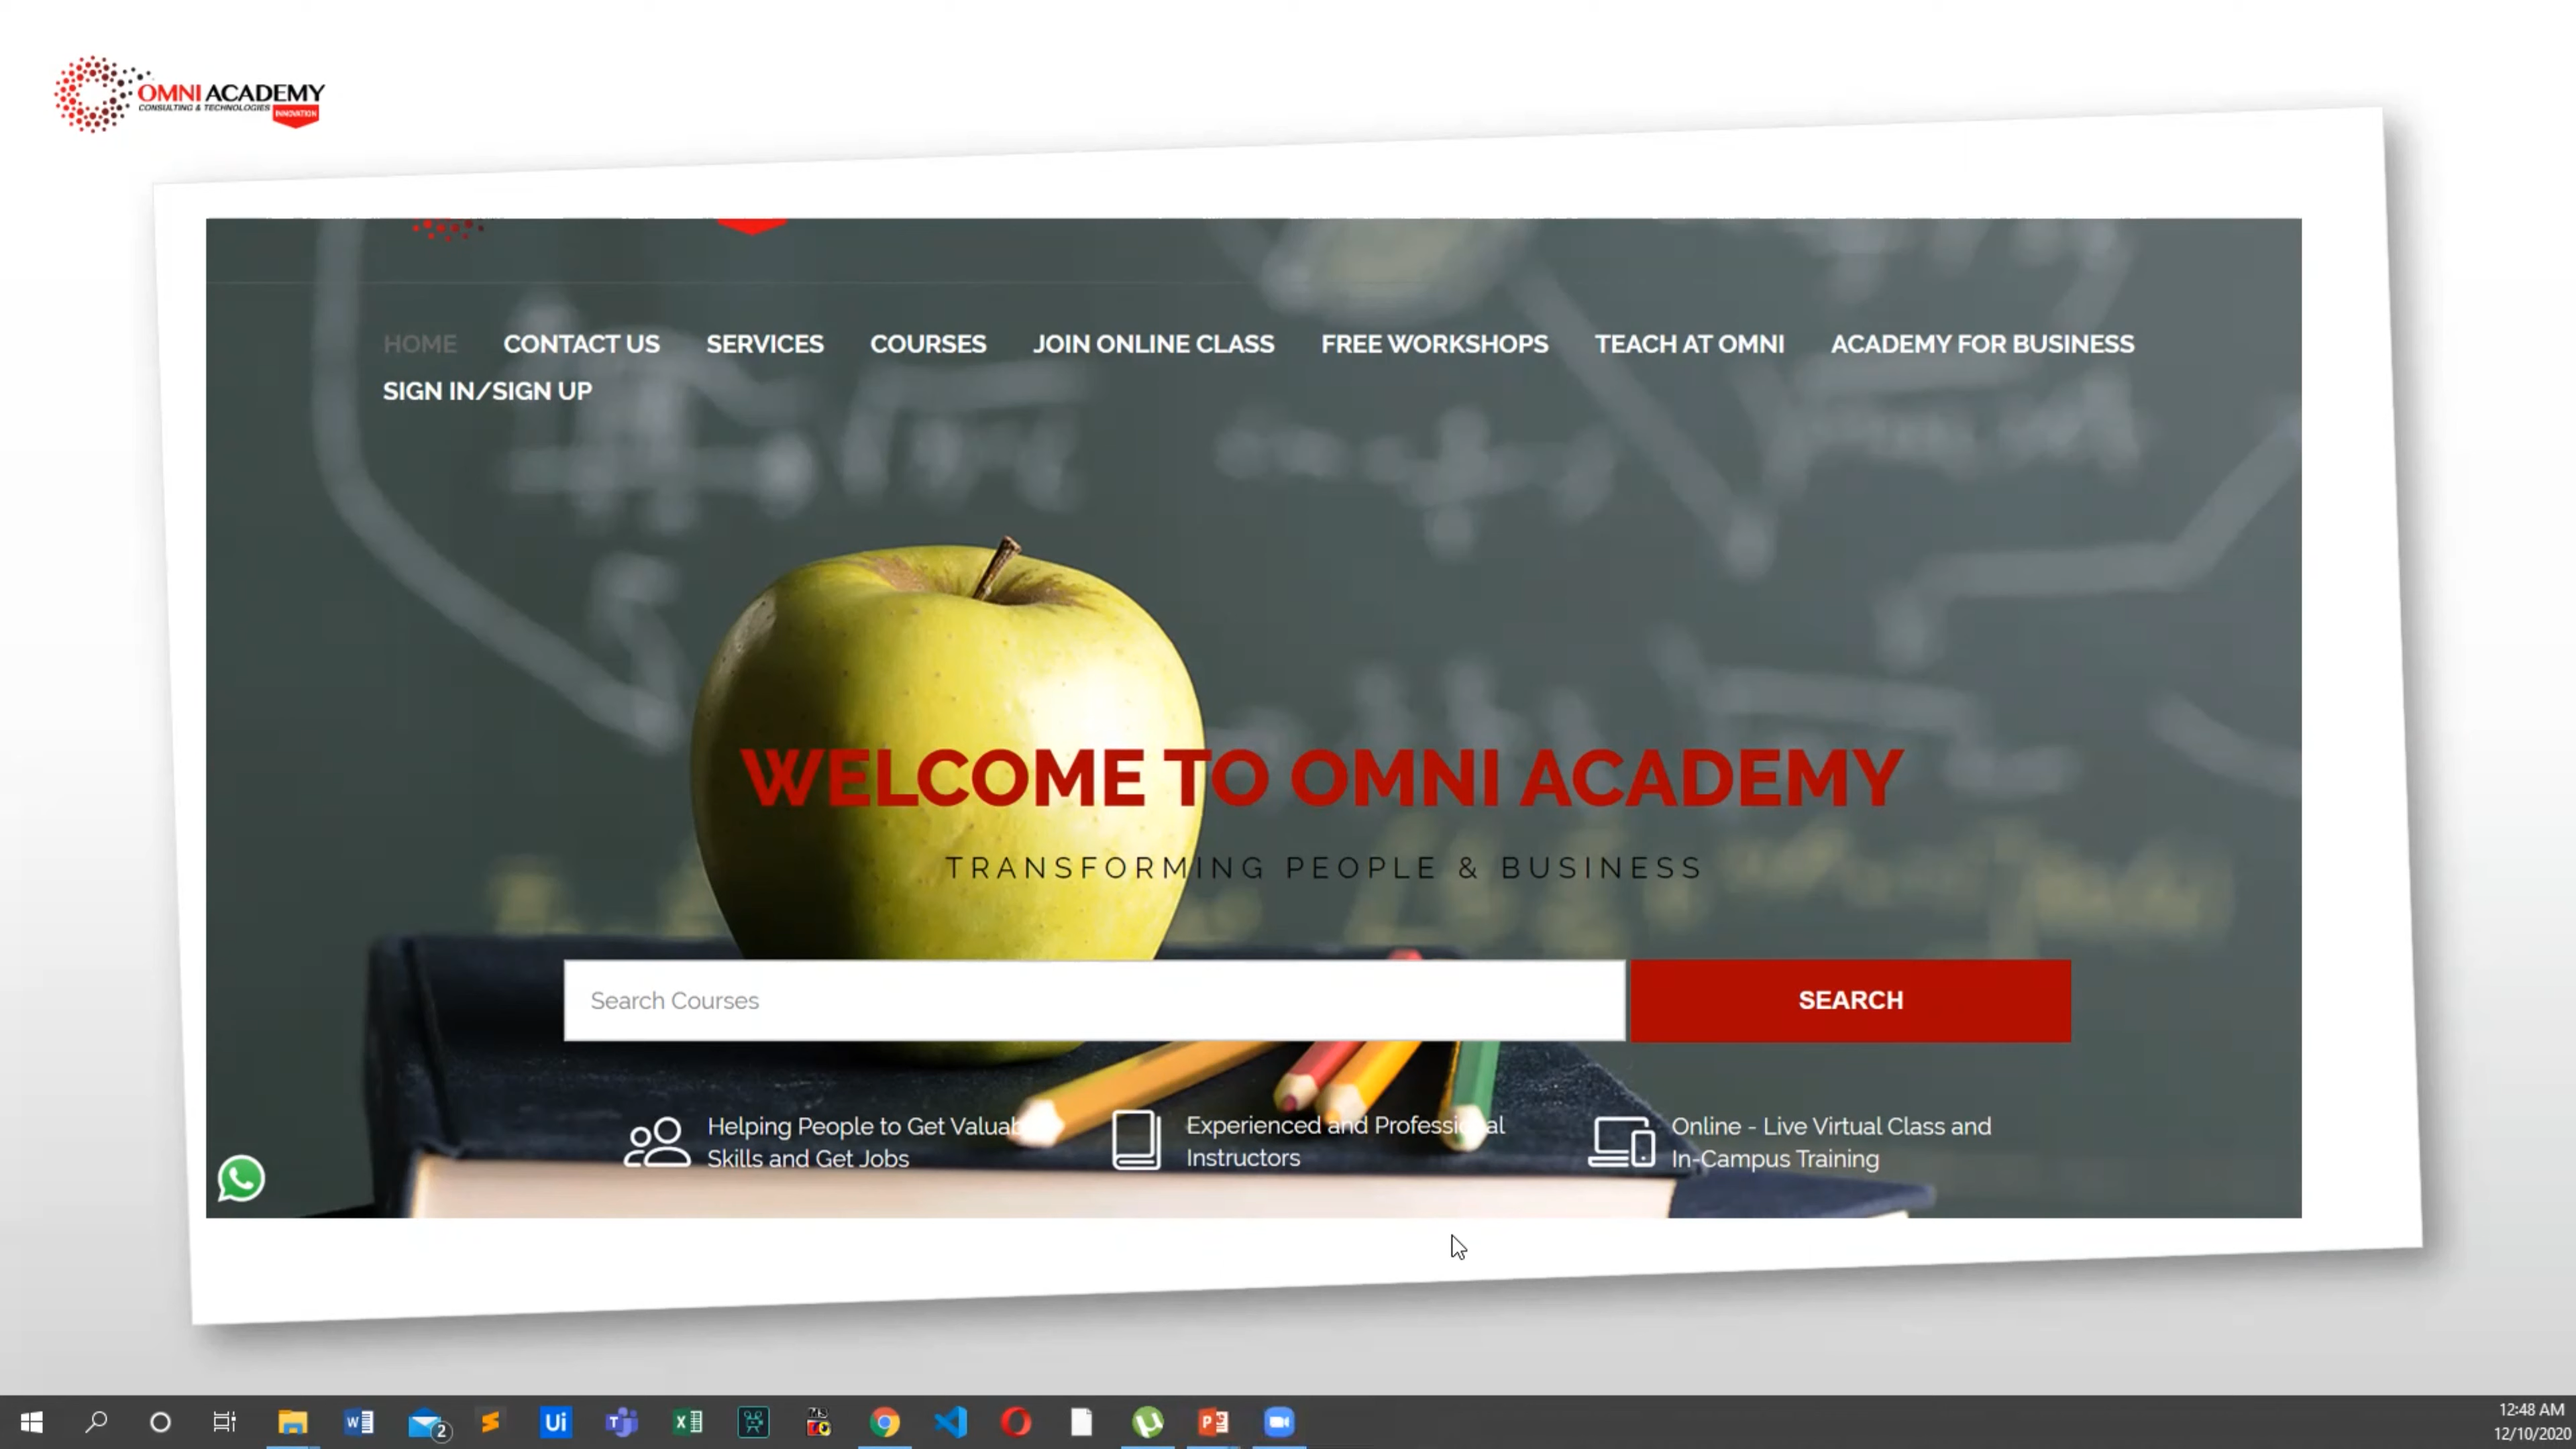 OMNI ACADEMY
CONSULTING & TECHNOLOGIES
INNOVATION
HOME CONTACT US SERVICES COURSES JOIN ONLINE CLASS FREE WORKSHOPS TEACH AT OMNI ACADEMY FOR BUSINESS
SIGN IN/SIGN UP
WELCOME TO OMNI ACADEMY
TRANSFORMING PEOPLE & BUSINESS
Search Courses SEARCH
Helping People to Get
Skills and Get Jobs
Experienced and Professional
Instructors
Online - Live Virtual Class and
In-Campus Training
2
Ui
12:48 AM
12/10/2020